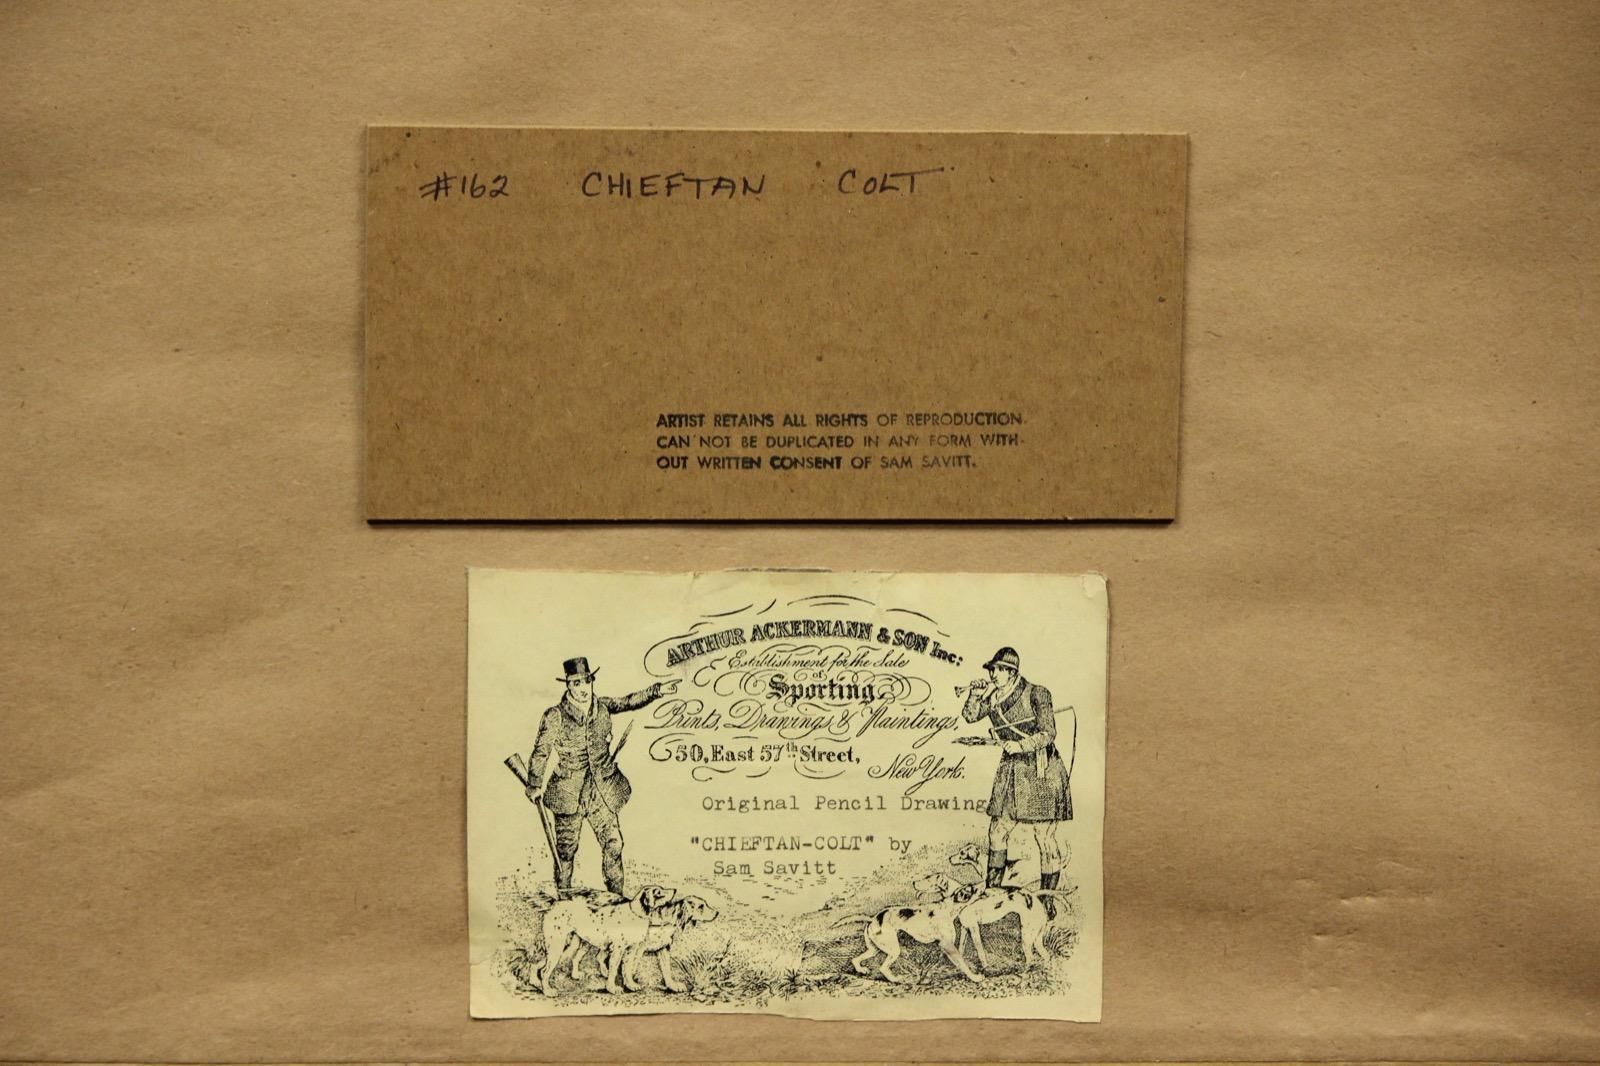 #162 CHIEFTAN COLT
ARTIST RETAINS ALL RIGHTS OF REPRODUCTION.
CAN NOT BE DUPLICATED IN ANY FORM WITH-
OUT WRITTEN CONSENT OF SAM SAVITT.
ARTHUR ACKERMANN & SON Inc:
Establishment for the Sale
of
Sporting
Prints, Drawings, & Paintings,
50, East 57th Street,
New York.
Original Pencil Drawing
"CHIEFTAN-COLT" by
Sam Savitt